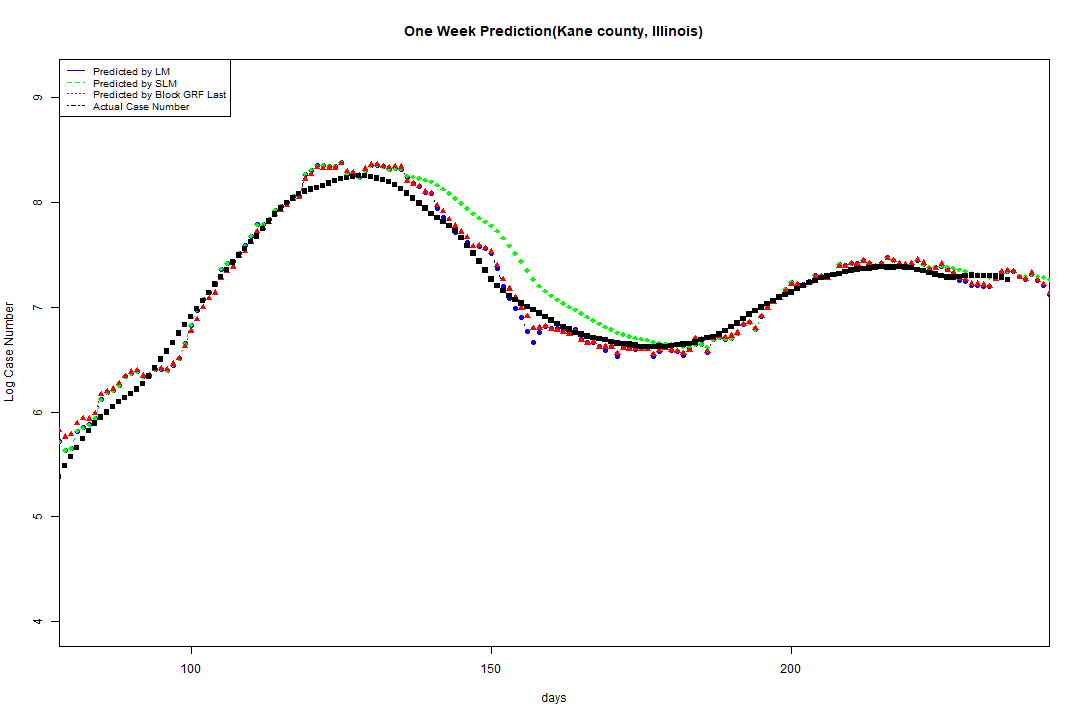 One Week Prediction(Kane county, Illinois)
Predicted by LM
Predicted by SLM
Predicted by Block GRF Last
Actual Case Number
9
8
7
6
5
4
Log Case Number
100 150 200
days